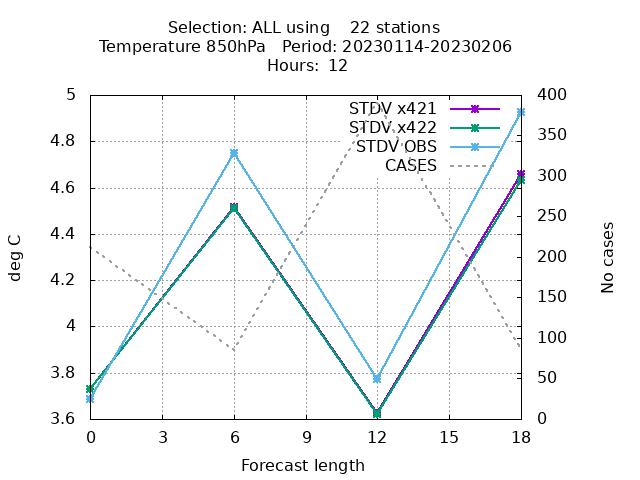 Selection: ALL using    22 stations
Temperature 850hPa   Period: 20230114-20230206
Hours: 12
STDV x421
STDV x422
STDV OBS
CASES
5
4.8
4.6
4.4
4.2
4
3.8
3.6
400
350
300
250
200
150
100
50
0
deg C
No cases
0 3 6 9 12 15 18
Forecast length